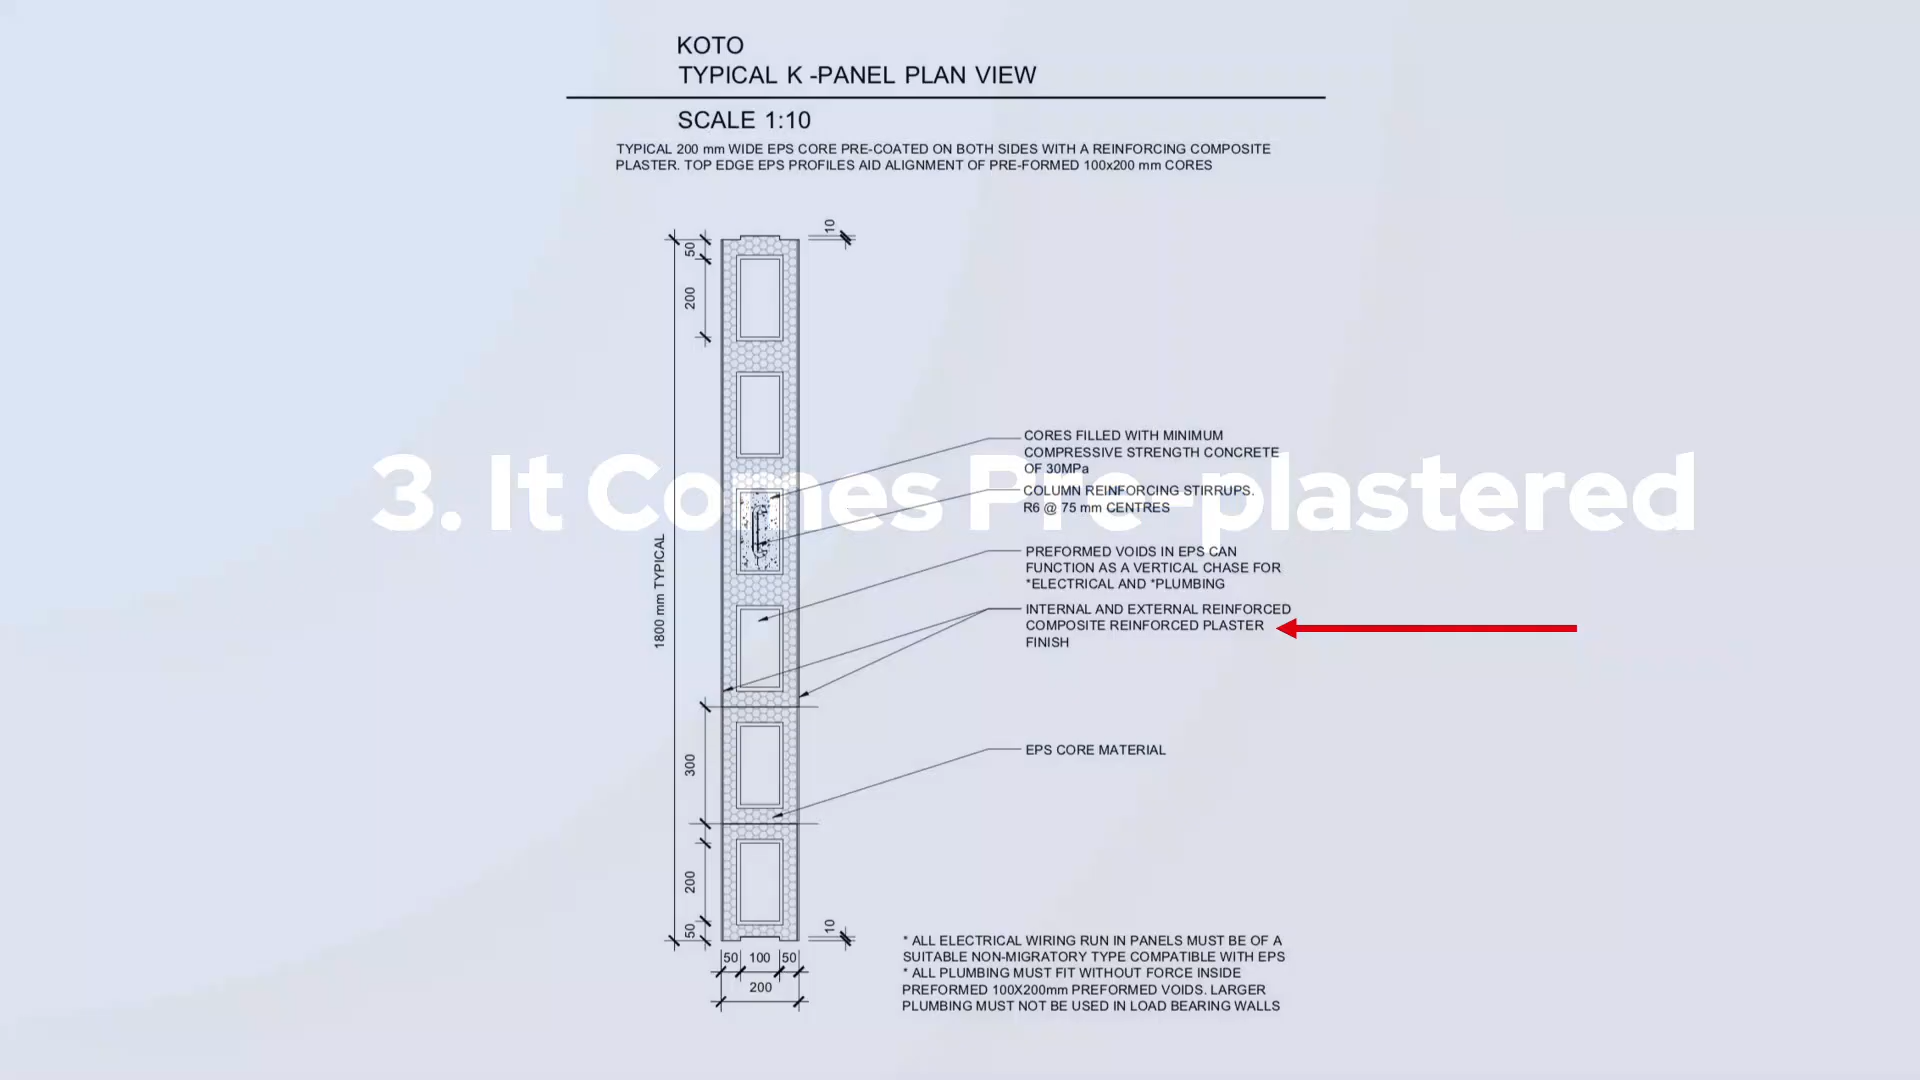 KOTO
TYPICAL K -PANEL PLAN VIEW
SCALE 1:10
TYPICAL 200 mm WIDE EPS CORE PRE-COATED ON BOTH SIDES WITH A REINFORCING COMPOSITE
PLASTER. TOP EDGE EPS PROFILES AID ALIGNMENT OF PRE-FORMED 100x200 mm CORES
10
50
200
CORES FILLED WITH MINIMUM
COMPRESSIVE STRENGTH CONCRETE
OF 30MPa
3. It Comes Pre-plastered
COLUMN REINFORCING STIRRUPS.
R6 @ 75 mm CENTRES
PREFORMED VOIDS IN EPS CAN
FUNCTION AS A VERTICAL CHASE FOR
*ELECTRICAL AND *PLUMBING
1800 mm TYPICAL
INTERNAL AND EXTERNAL REINFORCED
COMPOSITE REINFORCED PLASTER
FINISH
EPS CORE MATERIAL
300
200
50
10
50 100 50
200
* ALL ELECTRICAL WIRING RUN IN PANELS MUST BE OF A
SUITABLE NON-MIGRATORY TYPE COMPATIBLE WITH EPS
* ALL PLUMBING MUST FIT WITHOUT FORCE INSIDE
PREFORMED 100X200mm PREFORMED VOIDS. LARGER
PLUMBING MUST NOT BE USED IN LOAD BEARING WALLS